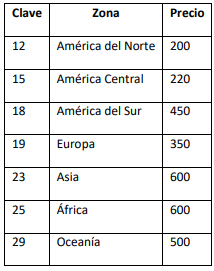 Clave Zona Precio
12 América del Norte 200
15 América Central 220
18 América del Sur 450
19 Europa 350
23 Asia 600
25 África 600
29 Oceanía 500